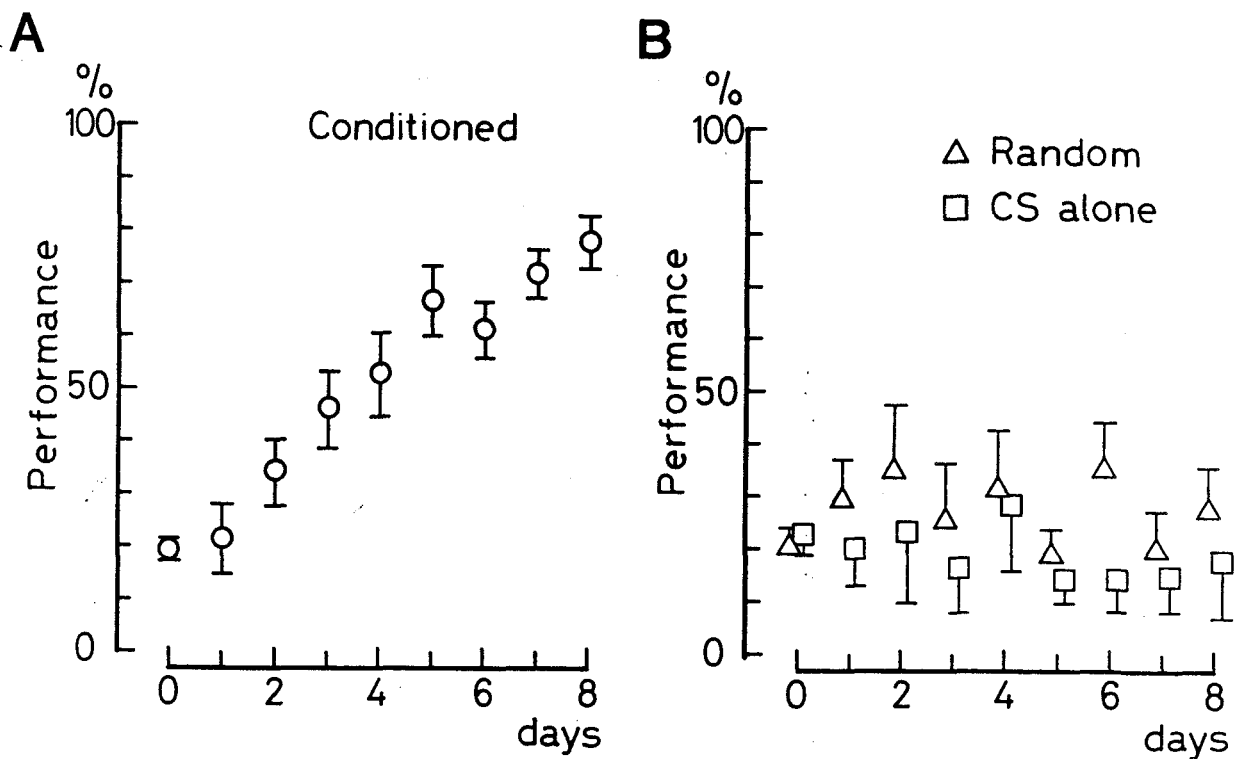 A
%
100
Conditioned
Performance
50
0
0 2 4 6 8
days
B
%
100
Random
CS alone
Performance
50
0
0 2 4 6 8
days